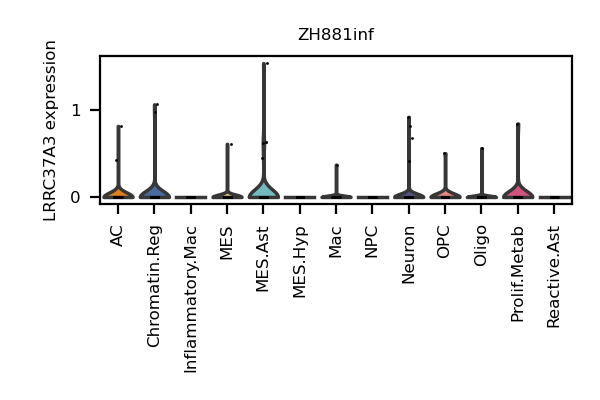 ZH881inf
LRRC37A3 expression
1
0
AC
Chromatin.Reg
Inflammatory.Mac
MES
MES.Ast
MES.Hyp
Mac
NPC
Neuron
OPC
Oligo
Prolif.Metab
Reactive.Ast